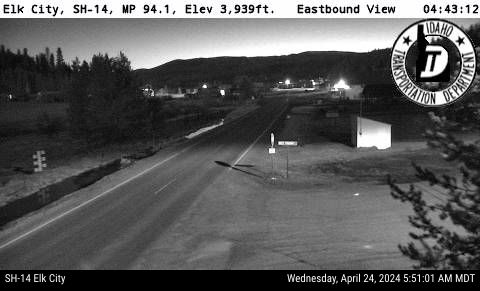 Elk City, SH-14, MP 94.1, Elev 3,939ft. Eastbound View 04:43:12
IDAHO
TRANSPORTATION DEPARTMENT
SH-14 Elk City Wednesday, April 24, 2024 5:51:01 AM MDT